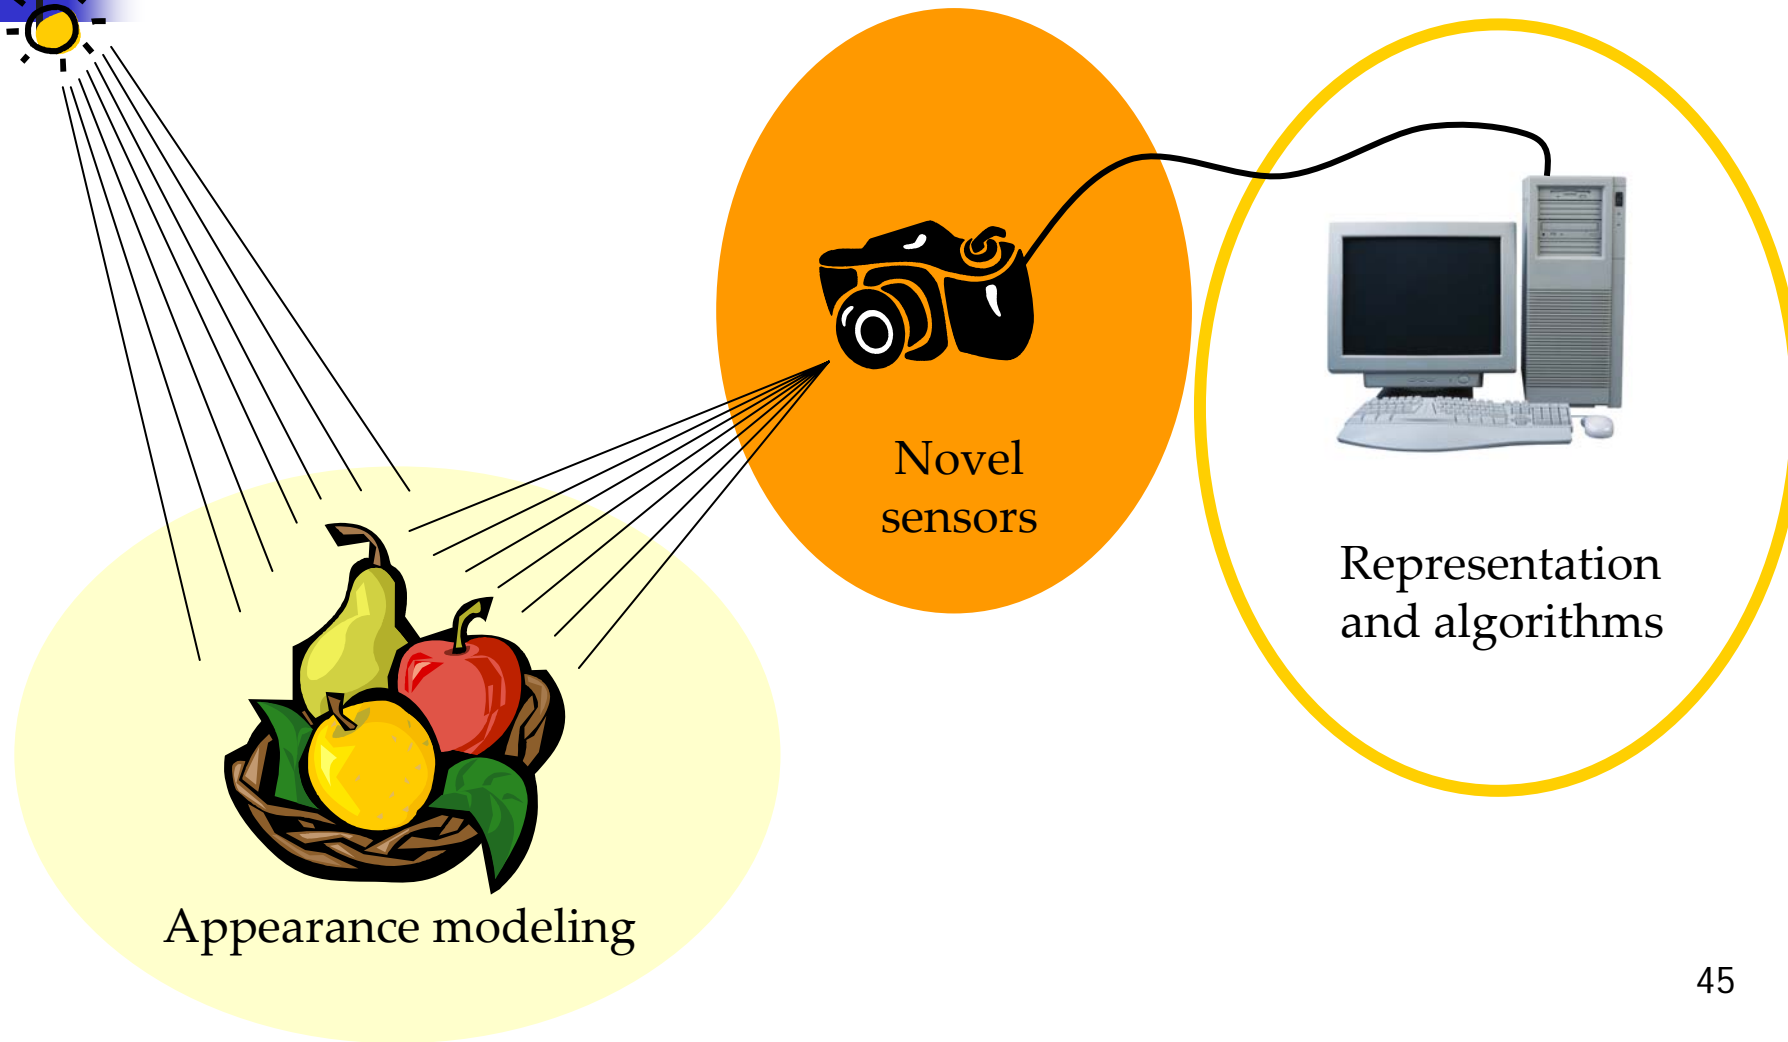 Novel
sensors
Representation
and algorithms
Appearance modeling
45